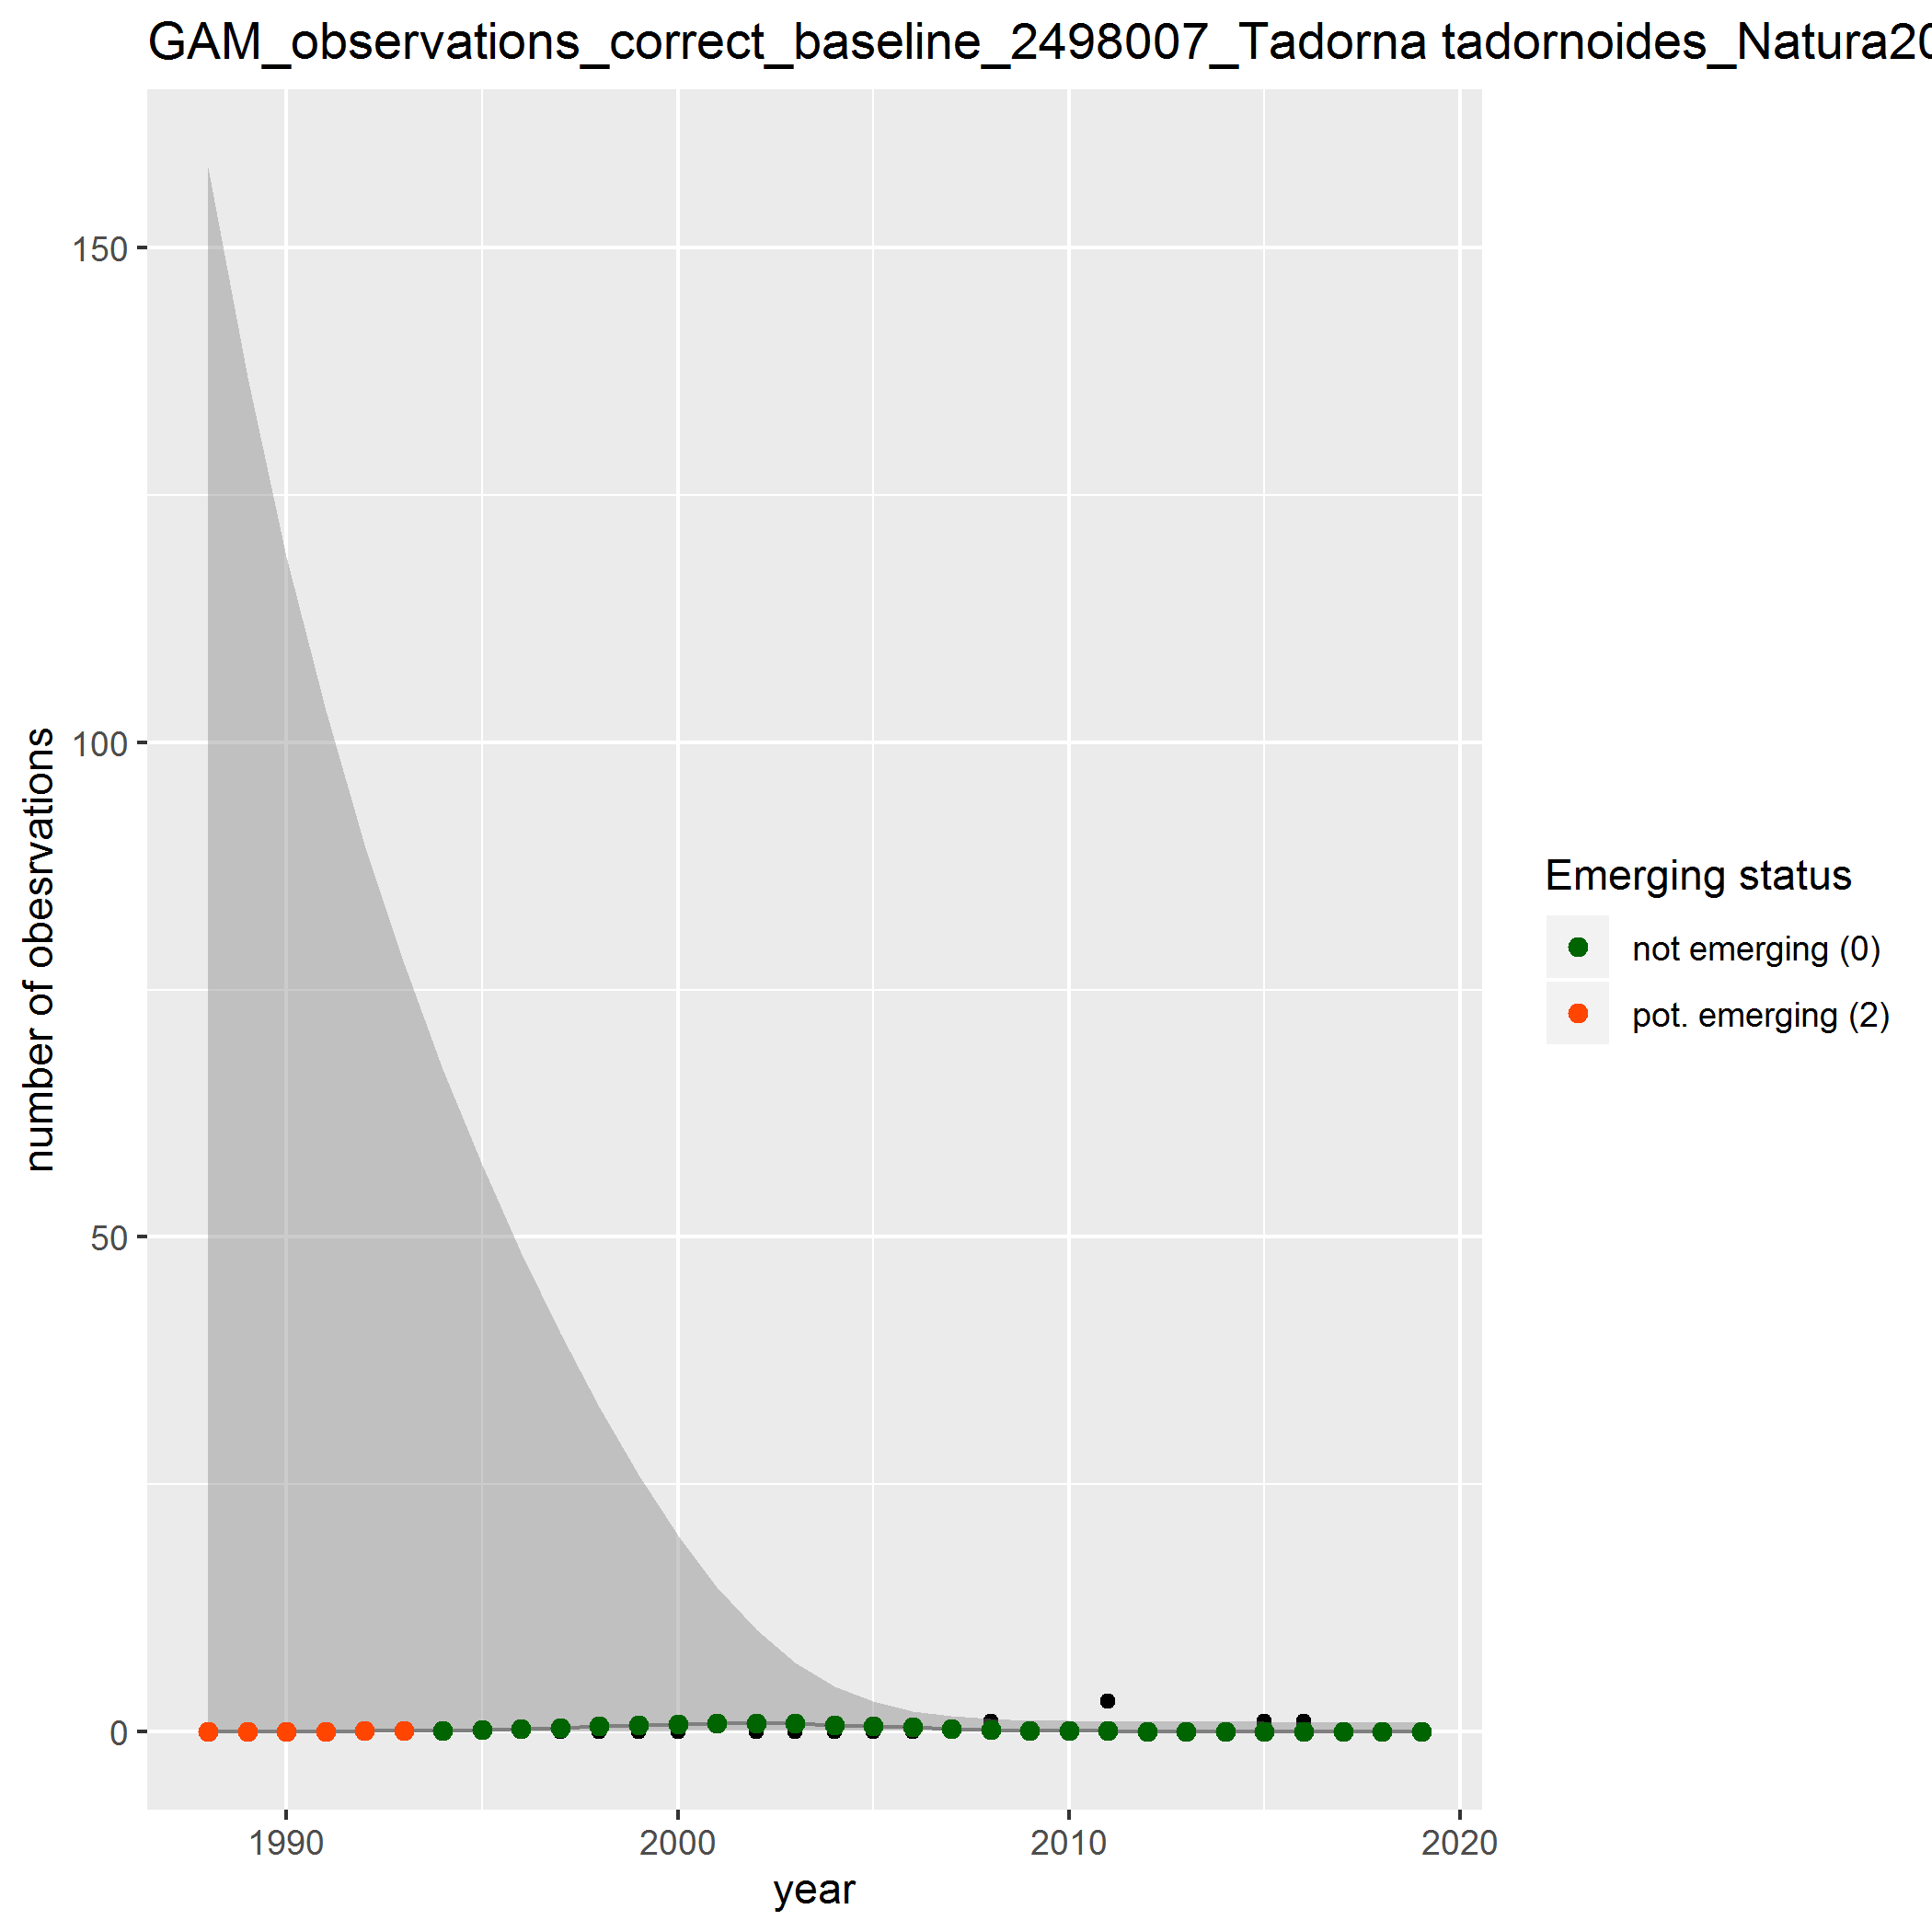 GAM_observations_correct_baseline_2498007_Tadorna tadornoides_Natura20
150
100
50
0
number of obesrvations
1990
2000
2010
2020
year
Emerging status
not emerging (0)
pot. emerging (2)